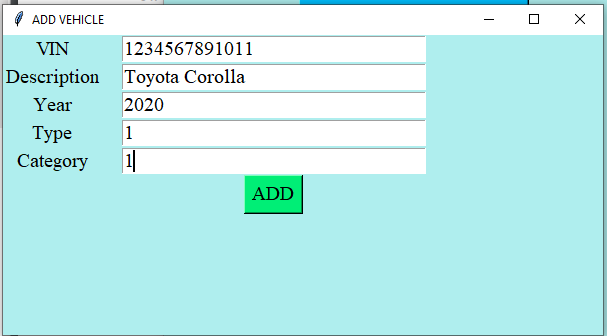 ADD VEHICLE
VIN 1234567891011
Description Toyota Corolla
Year 2020
Type 1
Category 1
ADD